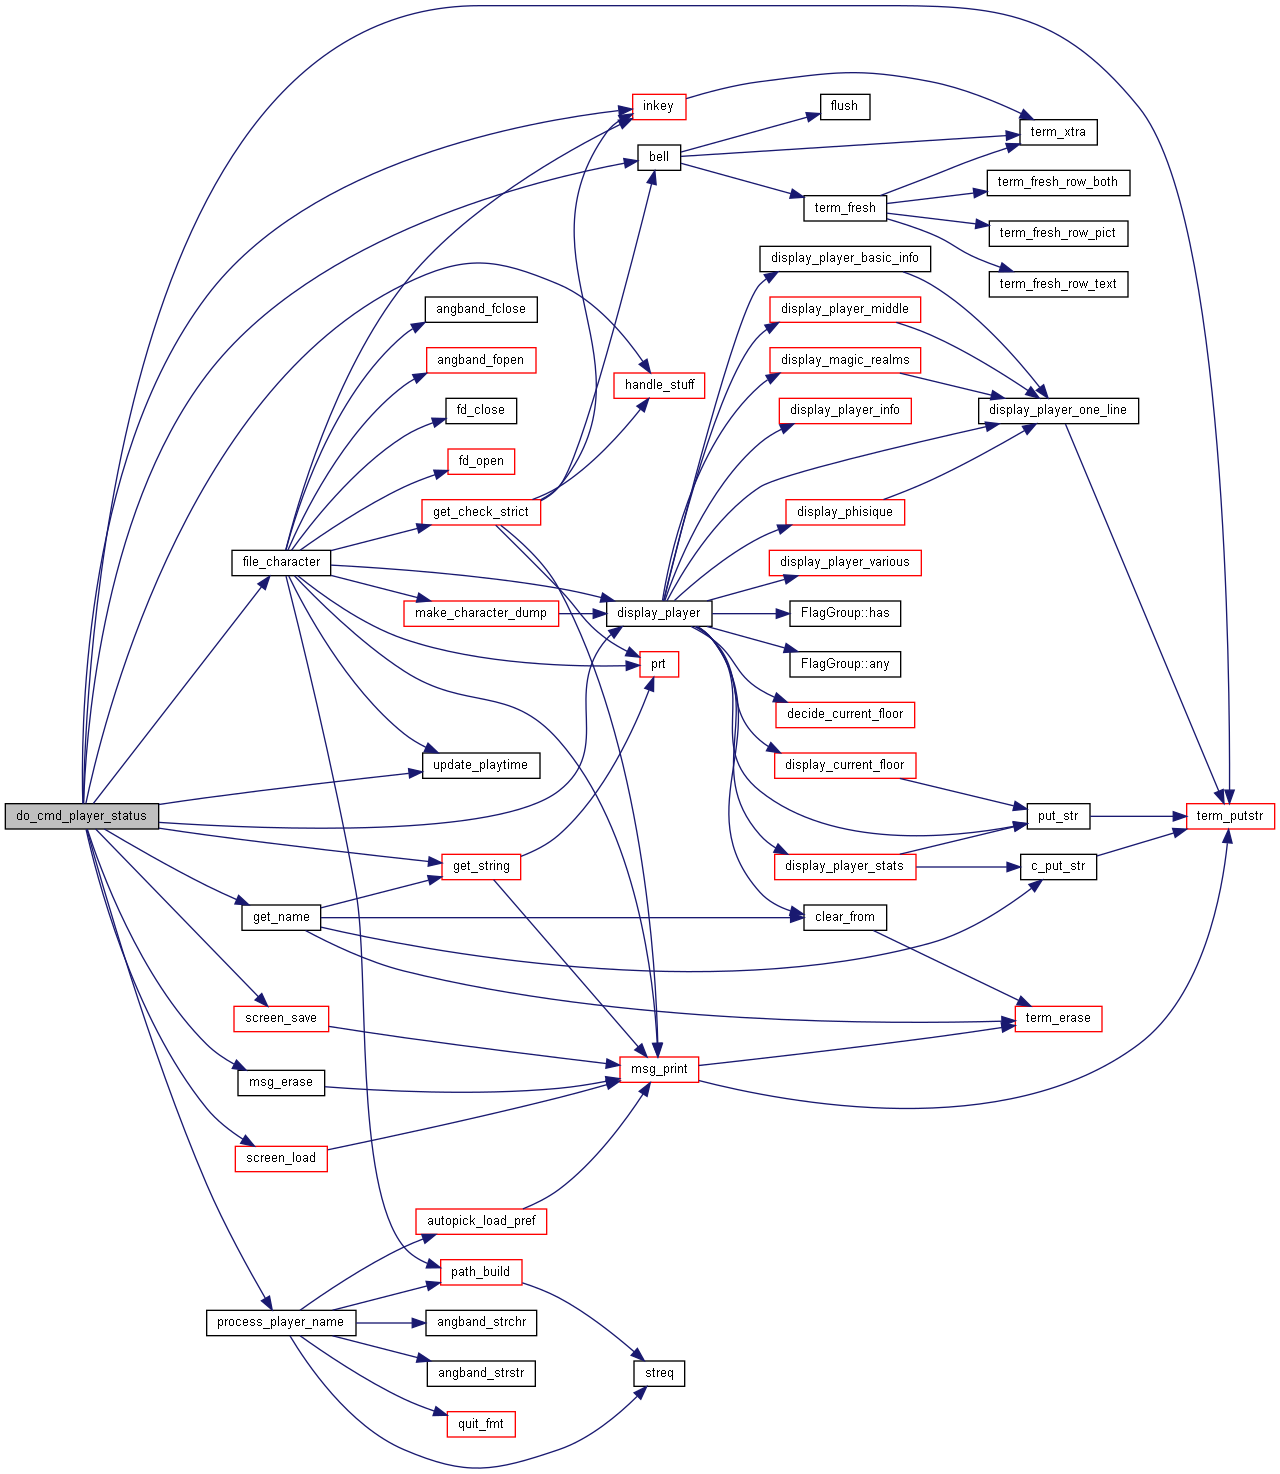 inkey
flush
term_xtra
bell
term_fresh_row_both
term_fresh
term_fresh_row_pict
display_player_basic_info
term_fresh_row_text
angband_fclose
display_player_middle
angband_fopen
display_magic_realms
handle_stuff
fd_close
display_player_info
display_player_one_line
fd_open
get_check_strict
display_phisique
file_character
display_player_various
make_character_dump
display_player
FlagGroup::has
prt
FlagGroup::any
decide_current_floor
update_playtime
display_current_floor
do_cmd_player_status
put_str
term_putstr
get_string
display_player_stats
c_put_str
get_name
clear_from
screen_save
term_erase
msg_print
msg_erase
screen_load
autopick_load_pref
path_build
process_player_name
angband_strchr
angband_strstr
streq
quit_fmt